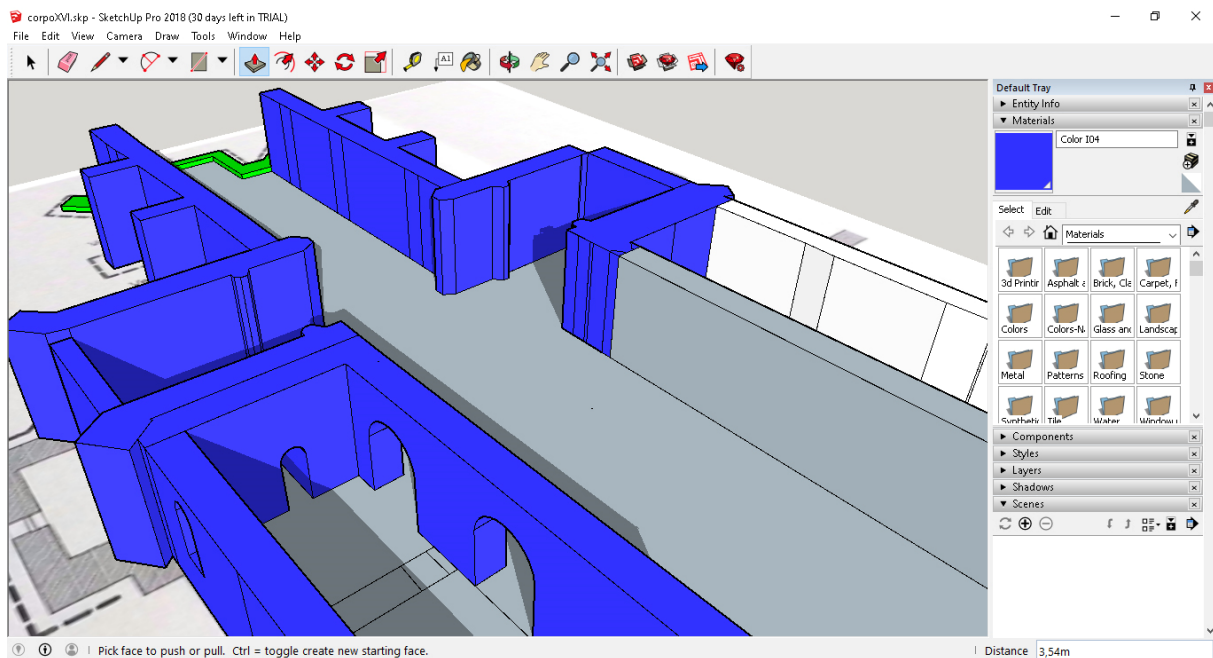 corpoXVI.skp - SketchUp Pro 2018 (30 days left in TRIAL)
File Edit View Camera Draw Tools Window Help
A1
Default Tray
Entity Info
Materials
Color I04
Select Edit
Materials
3d Printir Asphalt a Brick, Cla Carpet, F
Colors Colors-N Glass and Landscap
Metal Patterns Roofing Stone
Synthetic Tile Water Window
Components
Styles
Layers
Shadows
Scenes
Pick face to push or pull. Ctrl = toggle create new starting face.
Distance 3,54m